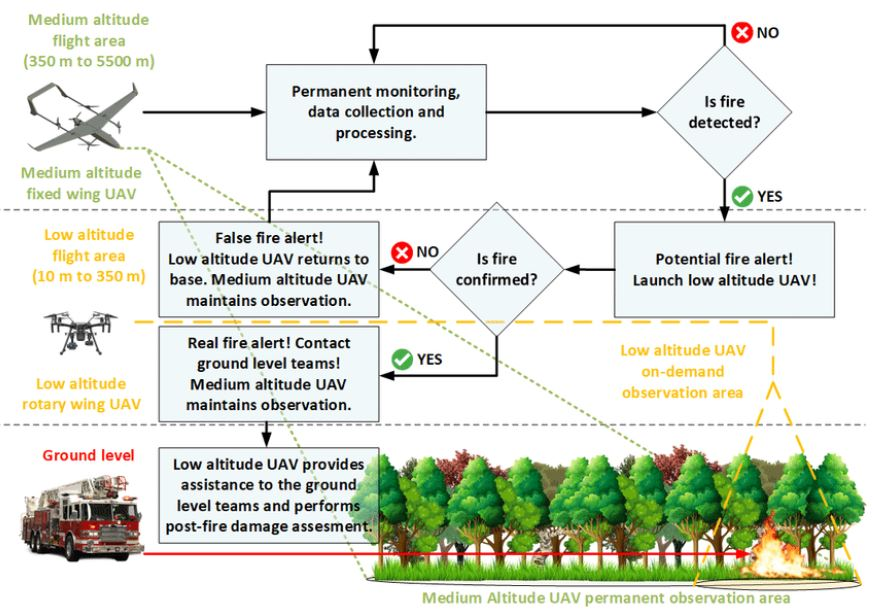 Medium altitude
flight area
(350 m to 5500 m)
Medium altitude
fixed wing UAV
Permanent monitoring,
data collection and
processing.
NO
Is fire
detected?
YES
Low altitude
flight area
(10 m to 350 m)
False fire alert!
Low altitude UAV returns to
base. Medium altitude UAV
maintains observation.
NO
Is fire
confirmed?
Potential fire alert!
Launch low altitude UAV!
Low altitude
rotary wing UAV
Real fire alert! Contact
ground level teams!
Medium altitude UAV
maintains observation.
YES
Low altitude UAV
on-demand
observation area
Ground level
Low altitude UAV provides
assistance to the ground
level teams and performs
post-fire damage assesment.
Medium Altitude UAV permanent observation area